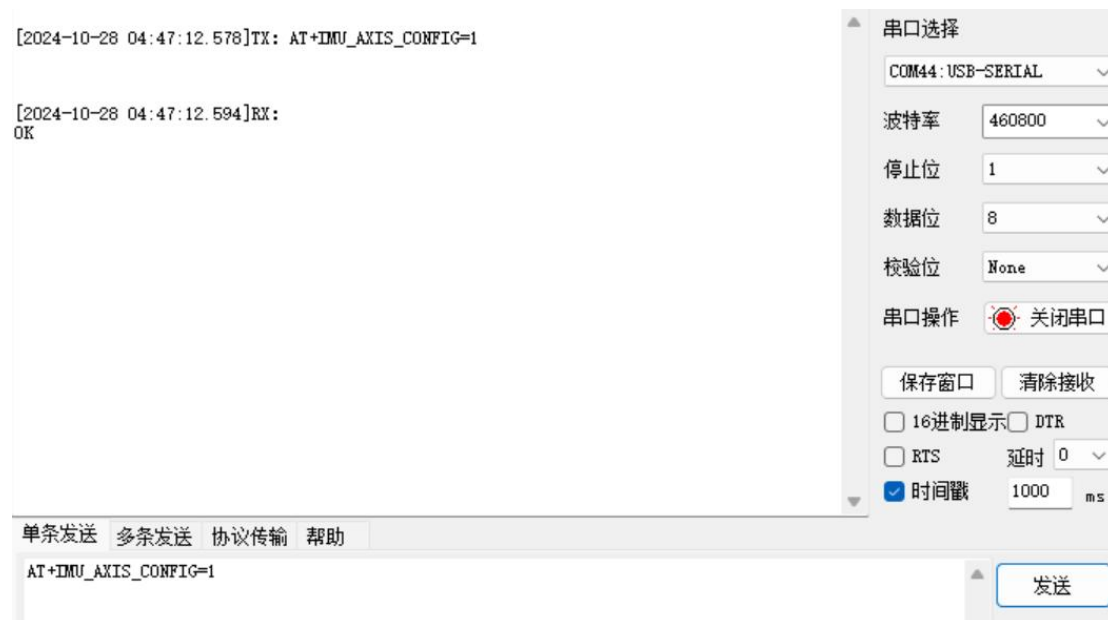 [2024-10-28 04:47:12.578]TX: AT+IMU_AXIS_CONFIG=1
[2024-10-28 04:47:12.594]RX:
OK
串口选择
COM44:USB-SERIAL
波特率 460800
停止位 1
数据位 8
校验位 None
串口操作 关闭串口
保存窗口 清除接收
16进制显示 DTR
RTS 延时 0
时间戳 1000 ms
单条发送 多条发送 协议传输 帮助
AT+IMU_AXIS_CONFIG=1
发送